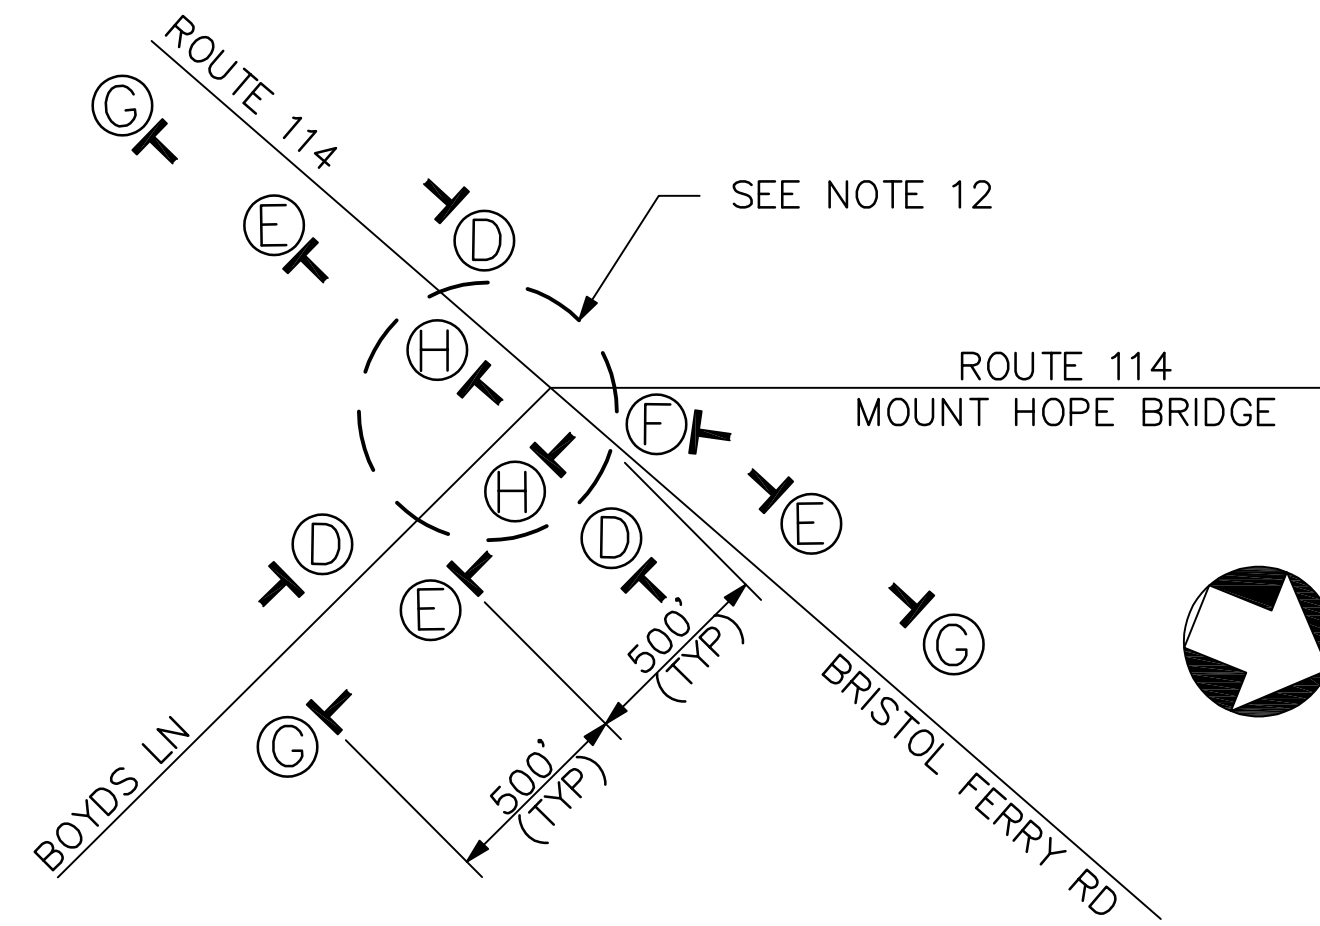 ROUTE 114
G
E
D
SEE NOTE 12
H
ROUTE 114
MOUNT HOPE BRIDGE
F
H
E
D
D
E
G
G
500'
(TYP)
500'
(TYP)
BOYDS LN
BRISTOL FERRY RD